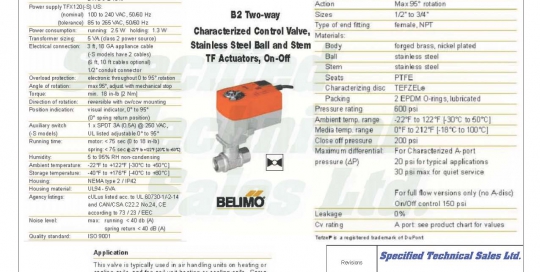 Power supply TFX120(-S) US:
(nominal) 100 to 240 VAC, 50/60 Hz
(tolerance) 85 to 265 VAC, 50/60 Hz
Power consumption: running 2.5 W holding 1.3 W
Transformer sizing: 5 VA (class 2 power source)
Electrical connection: 3 ft, 18 GA appliance cable
(-S models have 2 cables)
(6 ft, 10 ft cables optional)
1/2" conduit connector
Overload protection electronic throughout 0 to 95° rotation
Angle of rotation: max 95°, adjust with mechanical stop
Torque: min. 18 in-lb [2 Nm]
Direction of rotation: reversible with cw/ccw mounting
Position indication: visual indicator, 0° to 95°
(0° spring return position)
Auxiliary switch 1 x SPDT 3A (0.5A) @ 250 VAC,
(-S models) UL listed adjustable 0° to 95°
Running time: motor: < 75 sec (0 to 18 in-lb)
spring: < 75 sec
Humidity: 5 to 95% RH non-condensing
Ambient temperature: -22°F to +122°F [-30°C to +50°C]
Storage temperature: -40°F to +176°F [-40°C to +80°C]
Housing: NEMA type 2 / IP42
Housing material: UL94-5VA
Agency listings: cULus listed acc. to UL 60730-1/2-14
and CAN/CSA C22.2 No.24, CE
according to 73 / 23 / EEC
Noise level: max: running < 40 db (A)
spring return < 40 dB (A)
Quality standard: ISO 9001
B2 Two-way
Characterized Control Valve,
Stainless Steel Ball and Stem
TF Actuators, On-Off
BELIMO
Action Max 95° rotation
Sizes 1/2" to 3/4"
Type of end fitting female, NPT
Materials:
Body forged brass, nickel plated
Ball stainless steel
Stem stainless steel
Seats PTFE
Characterizing disc TEFZEL®
Packing 2 EPDM O-rings, lubricated
Pressure rating 600 psi
Ambient temp. range -22°F to 122°F [-30°C to 60°C]
Media temp. range 0°F to 212°F [-18°C to 100°C]
Close off pressure 200 psi
Maximum differential: For Characterized A-port
pressure (ΔP) 20 psi for typical applications
30 psi max for quiet service
For full flow versions only (no A-disc)
On/Off control 150 psi
Leakage 0%
Cv rating A port: see product chart for values
Tefzel® is a registered trademark of DuPont
Application
This valve is typically used in air handling units on heating or
Revisions
Specified Technical Sales Ltd.